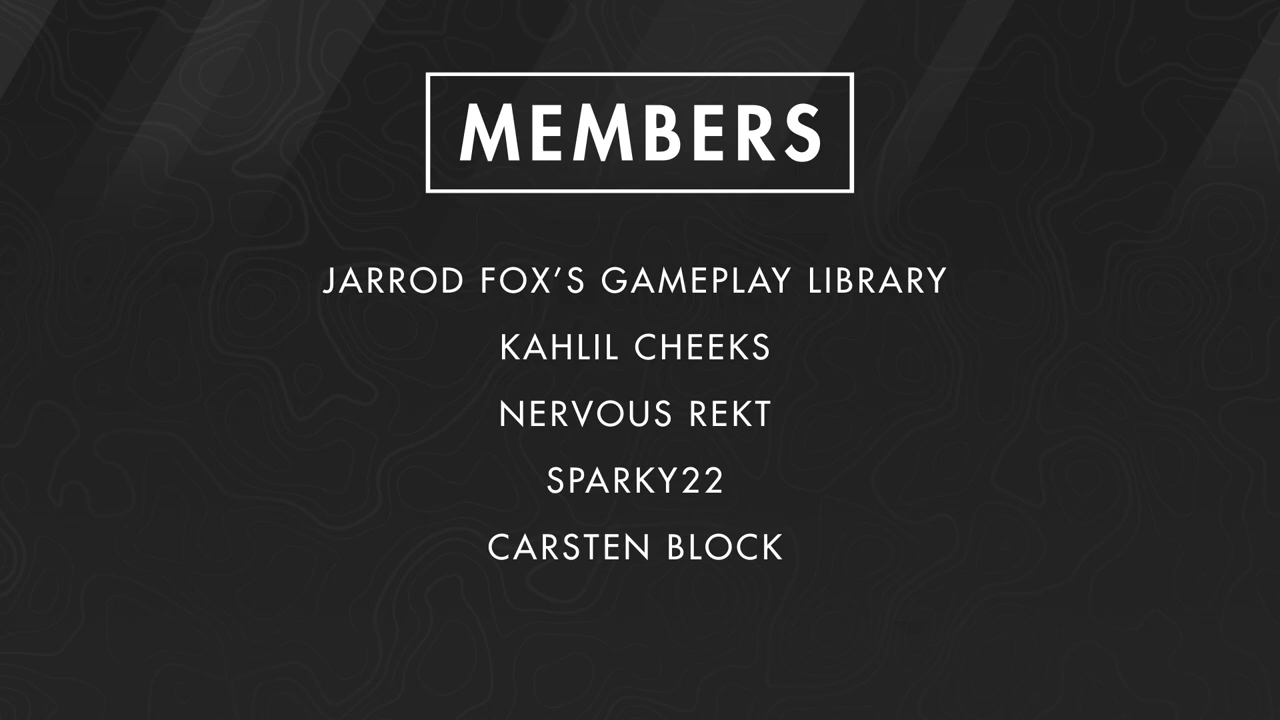 MEMBERS
JARROD FOX'S GAMEPLAY LIBRARY
KAHLIL CHEEKS
NERVOUS REKT
SPARKY22
CARSTEN BLOCK